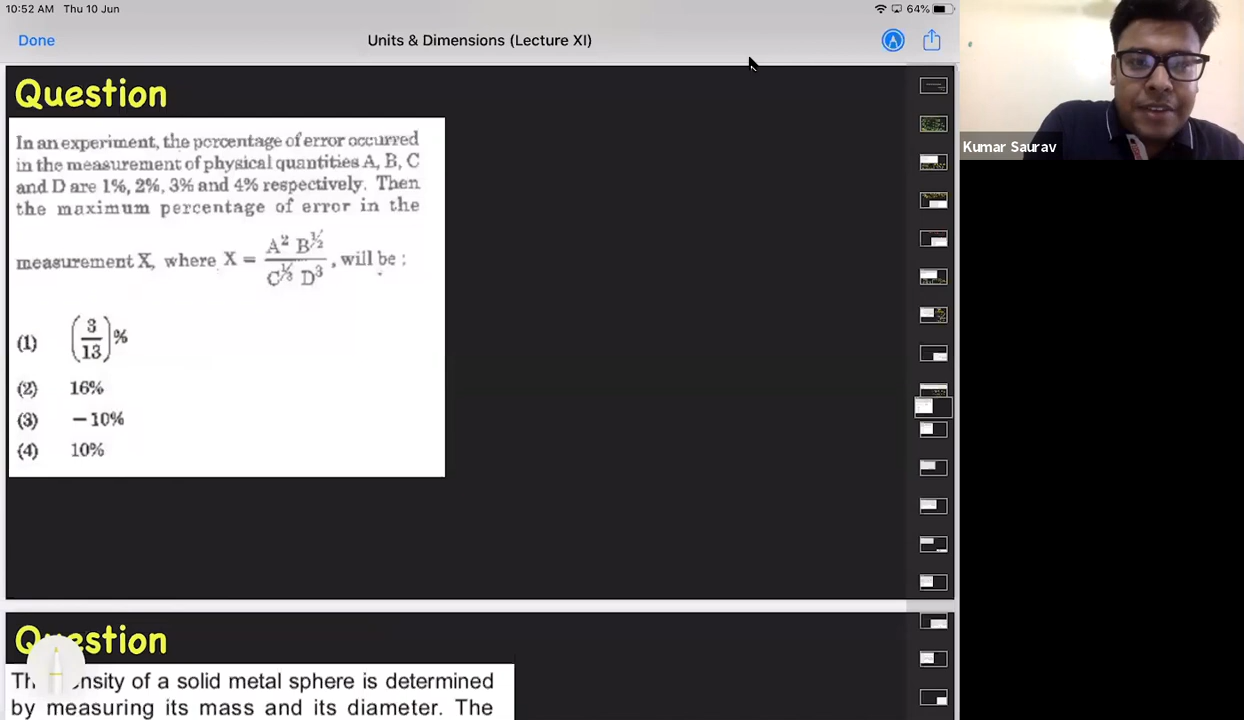 10:52 AM Thu 10 Jun
64%
Done
Units & Dimensions (Lecture XI)
Question
In an experiment, the percentage of error occurred
in the measurement of physical quantities A, B, C
and D are 1%, 2%, 3% and 4% respectively. Then
the maximum percentage of error in the
measurement X, where X = A² B^½ / C^⅓ D³, will be :
(1) (3/13)%
(2) 16%
(3) −10%
(4) 10%
Question
of a solid metal sphere is determined
by measuring its mass and its diameter. The
Kumar Saurav